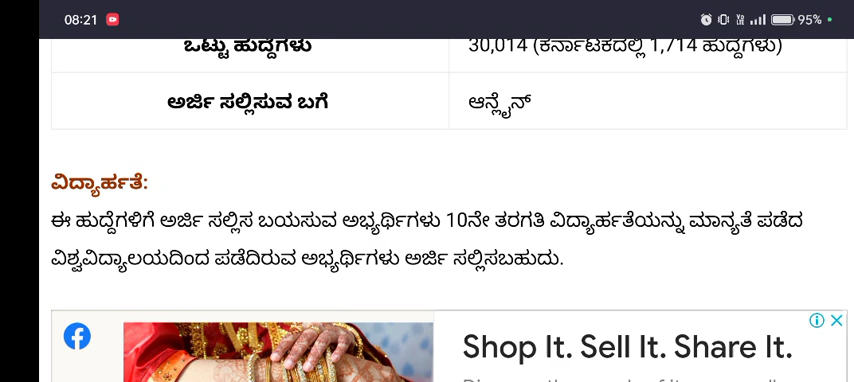 08:21 95%
ಒಟ್ಟು ಹುದ್ದೆಗಳು 30,014 (ಕರ್ನಾಟಕದಲ್ಲಿ 1,714 ಹುದ್ದೆಗಳು)
ಅರ್ಜಿ ಸಲ್ಲಿಸುವ ಬಗೆ ಆನ್ಲೈನ್
ವಿದ್ಯಾರ್ಹತೆ:
ಈ ಹುದ್ದೆಗಳಿಗೆ ಅರ್ಜಿ ಸಲ್ಲಿಸ ಬಯಸುವ ಅಭ್ಯರ್ಥಿಗಳು 10ನೇ ತರಗತಿ ವಿದ್ಯಾರ್ಹತೆಯನ್ನು ಮಾನ್ಯತೆ ಪಡೆದ
ವಿಶ್ವವಿದ್ಯಾಲಯದಿಂದ ಪಡೆದಿರುವ ಅಭ್ಯರ್ಥಿಗಳು ಅರ್ಜಿ ಸಲ್ಲಿಸಬಹುದು.
Shop It. Sell It. Share It.